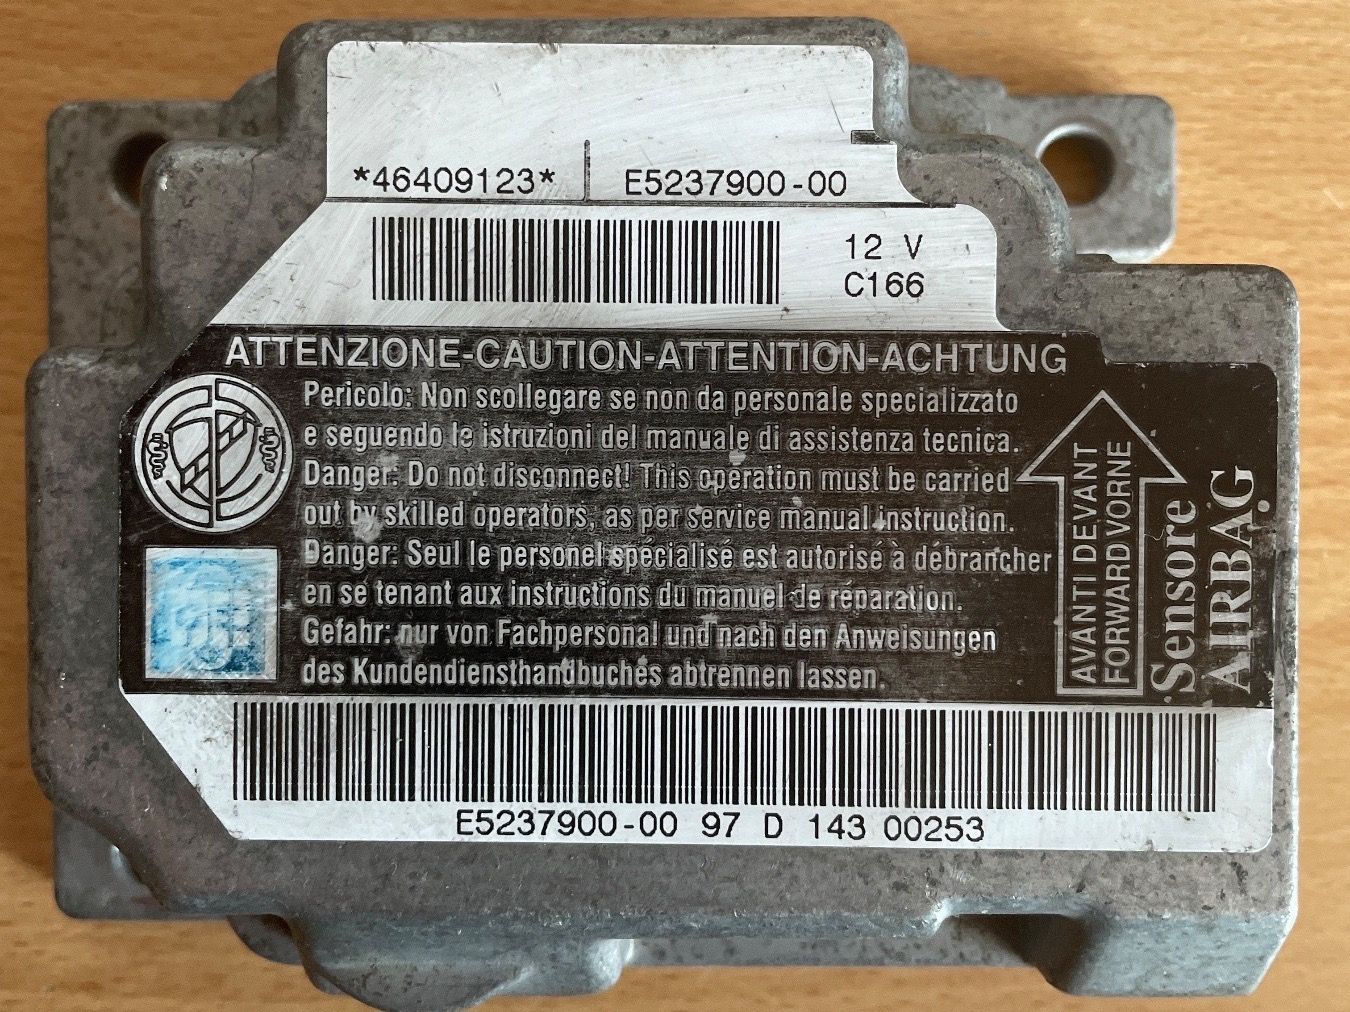 *46409123* | E5237900-00
12 V
C166
ATTENZIONE-CAUTION-ATTENTION-ACHTUNG
Pericolo: Non scollegare se non da personale specializzato
e seguendo le istruzioni del manuale di assistenza tecnica.
Danger: Do not disconnect! This operation must be carried
out by skilled operators, as per service manual instruction.
Danger: Seul le personel spécialisé est autorisé à débrancher
en se tenant aux instructions du manuel de réparation.
Gefahr: nur von Fachpersonal und nach den Anweisungen
des Kundendiensthandbuches abtrennen lassen.
AVANTI DEVANT
FORWARD VORNE
Sensore
AIRBAG
E5237900-00 97 D 143 00253